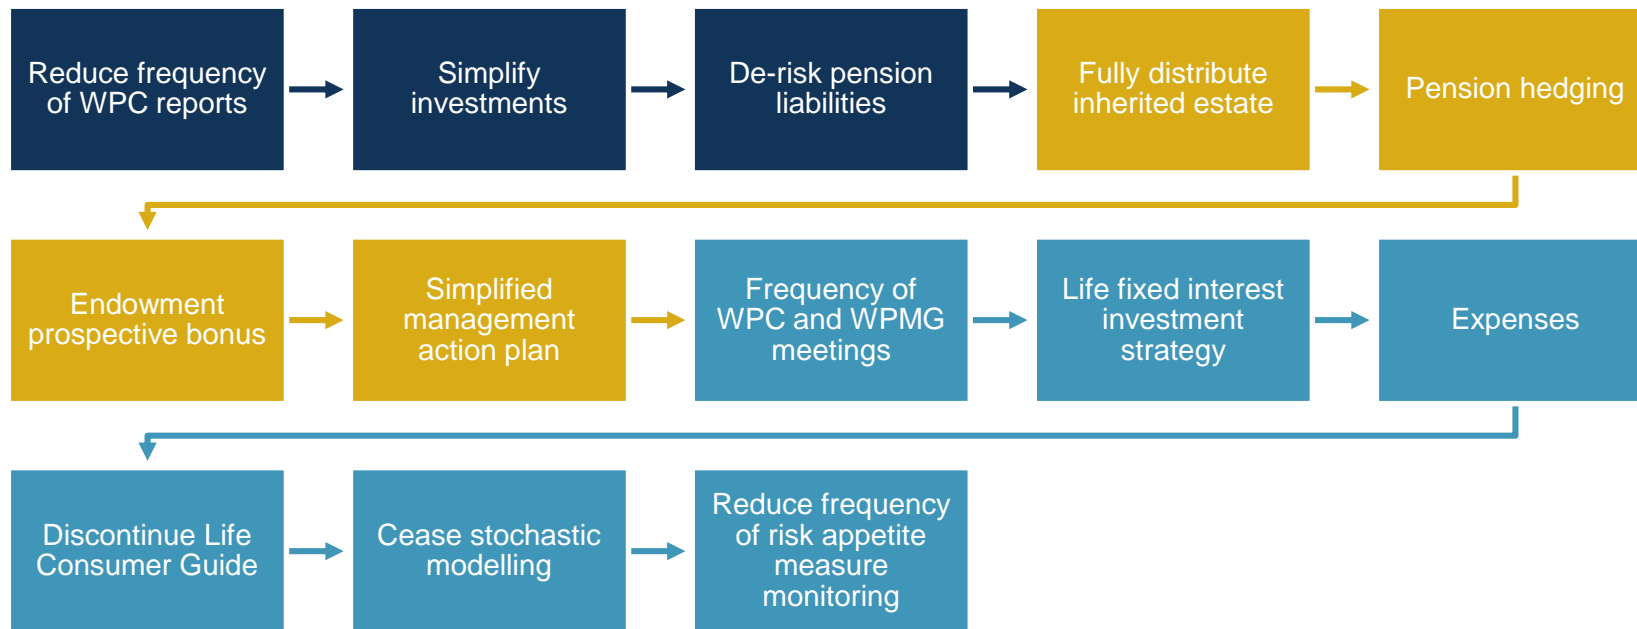 Reduce frequency
of WPC reports
Simplify
investments
De-risk pension
liabilities
Fully distribute
inherited estate
Pension hedging
Endowment
prospective bonus
Simplified
management
action plan
Frequency of
WPC and WPMG
meetings
Life fixed interest
investment
strategy
Expenses
Discontinue Life
Consumer Guide
Cease stochastic
modelling
Reduce frequency
of risk appetite
measure
monitoring